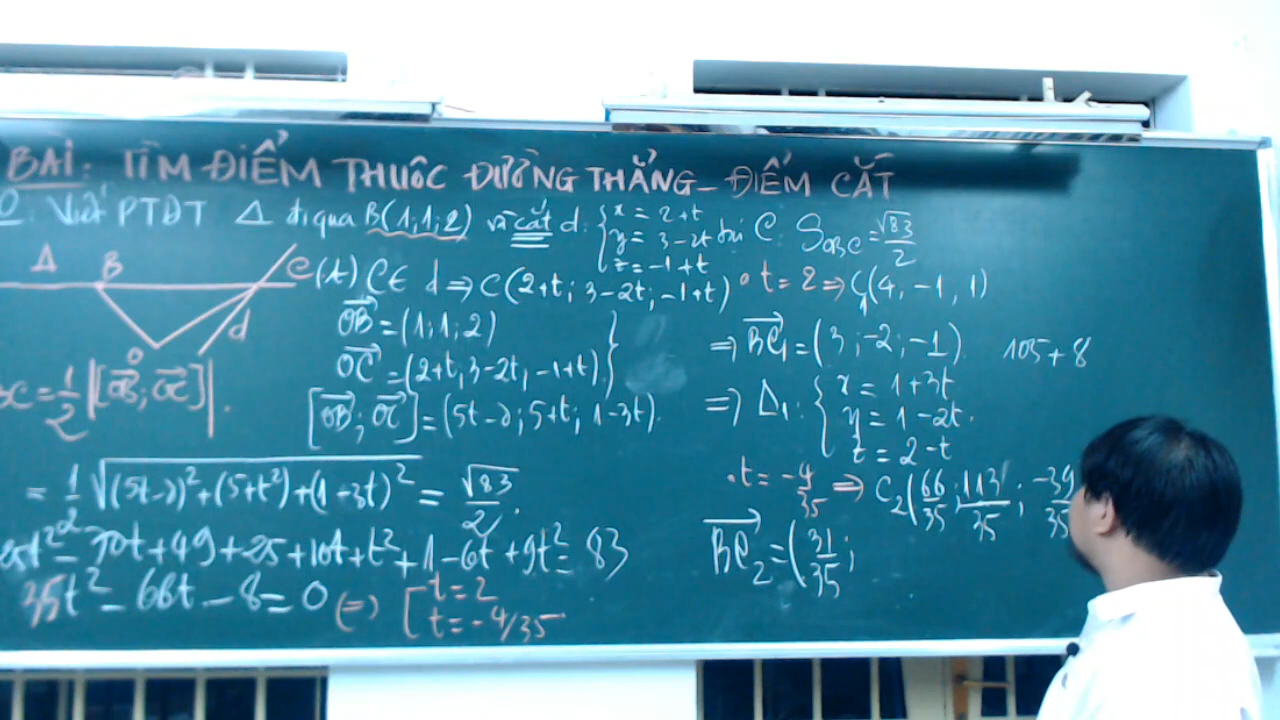 BÀI: TÌM ĐIỂM THUỘC ĐƯỜNG THẲNG - ĐIỂM CẮT
Viết PTĐT Δ đi qua B(1;1;2) và cắt d: { x = 2+t
y = 3-2t tại C. S_OBC = √83/2
z = -1+t
Δ B C
O d
(A) C ∈ d ⇒ C(2+t; 3-2t; -1+t)
OB = (1;1;2)
OC = (2+t; 3-2t; -1+t)
BC = 1/2 |[OB; OC]|.
[OB; OC] = (5t-7; 5+t; 1-3t).
= 1/2 √((5t-7)²+(5+t²)+(1-3t)²) = √83/2.
25t² - 70t+49+25+10t+t²+1-6t+9t² = 83
35t² - 66t - 8 = 0 (=) [ t = 2
t = -4/35
• t = 2 ⇒ C₁(4, -1, 1)
⇒ BC₁ = (3; -2; -1). 105+8
⇒ Δ₁: { x = 1+3t
y = 1-2t.
z = 2-t
• t = -4/35 ⇒ C₂(66/35; 113/35; -39/35
BC₂ = (31/35;